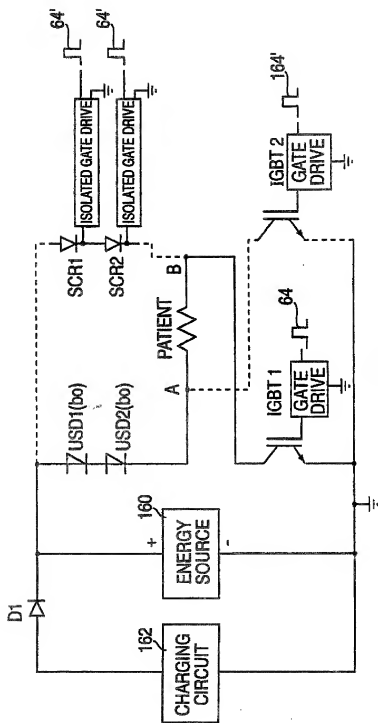 D1
162
CHARGING
CIRCUIT
160
+
ENERGY
SOURCE
-
USD1(bo)
USD2(bo)
SCR1
SCR2
ISOLATED GATE DRIVE
64'
ISOLATED GATE DRIVE
64'
A
PATIENT
B
IGBT 1
GATE
DRIVE
64
IGBT 2
GATE
DRIVE
164'